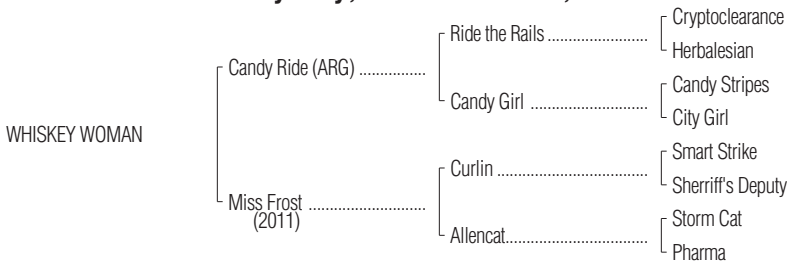 Cryptoclearance
Ride the Rails ........................
Herbalesian
Candy Ride (ARG) ................
Candy Stripes
Candy Girl ............................
City Girl
WHISKEY WOMAN
Smart Strike
Curlin ....................................
Sherriff's Deputy
Miss Frost ............................
(2011)
Storm Cat
Allencat..................................
Pharma